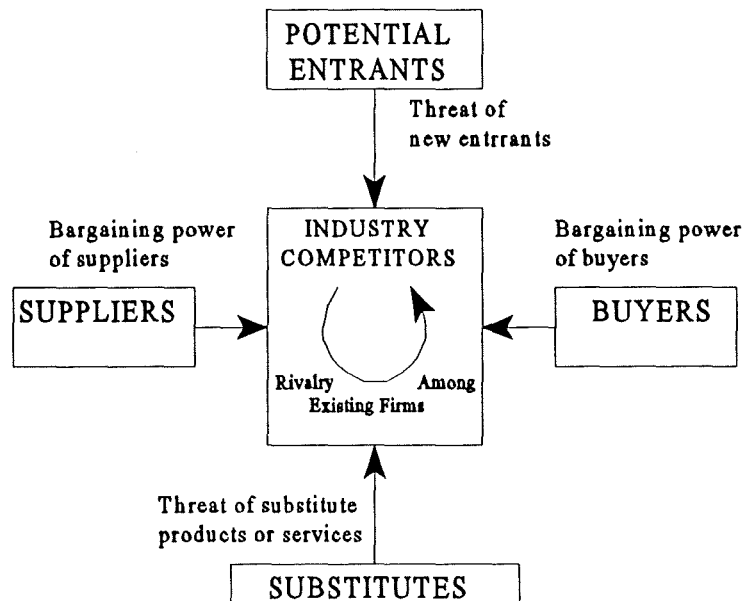 POTENTIAL
ENTRANTS
Threat of
new entrrants
Bargaining power
of suppliers
INDUSTRY
COMPETITORS
Bargaining power
of buyers
SUPPLIERS
BUYERS
Rivalry Among
Existing Firms
Threat of substitute
products or services
SUBSTITUTES